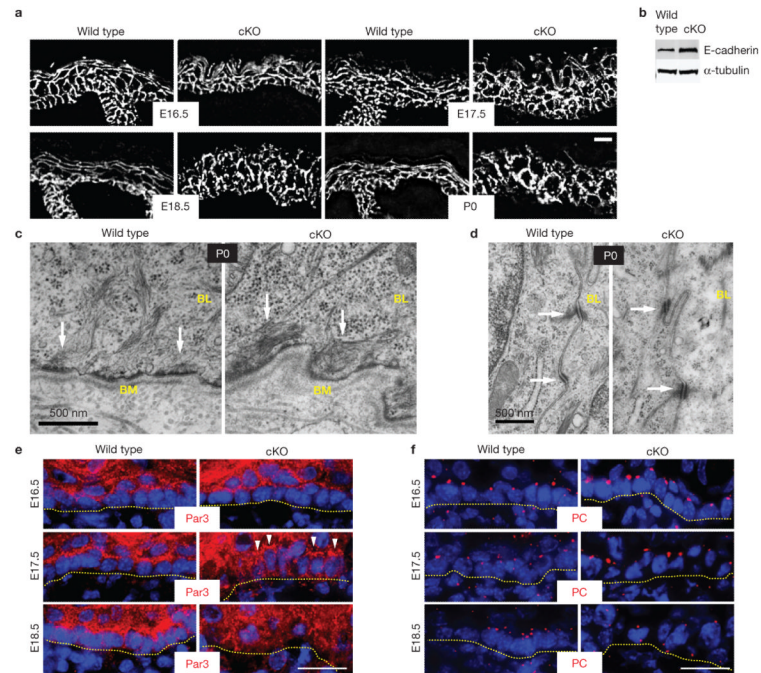 a
Wild type
cKO
Wild type
cKO
E16.5
E17.5
E18.5
P0
b
Wild
type cKO
E-cadherin
α-tubulin
c
Wild type
cKO
P0
BL
BL
BM
BM
500 nm
d
Wild type
cKO
P0
BL
BL
500 nm
e
Wild type
cKO
E16.5
Par3
E17.5
Par3
E18.5
Par3
f
Wild type
cKO
E16.5
PC
E17.5
PC
E18.5
PC